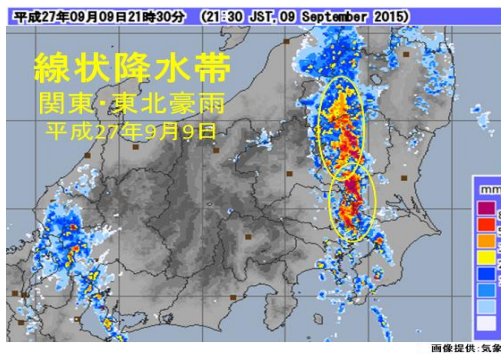 平成27年09月09日21時30分 (21:30 JST,09 September 2015)
線状降水帯
関東・東北豪雨
平成27年9月9日
mm
画像提供:気象